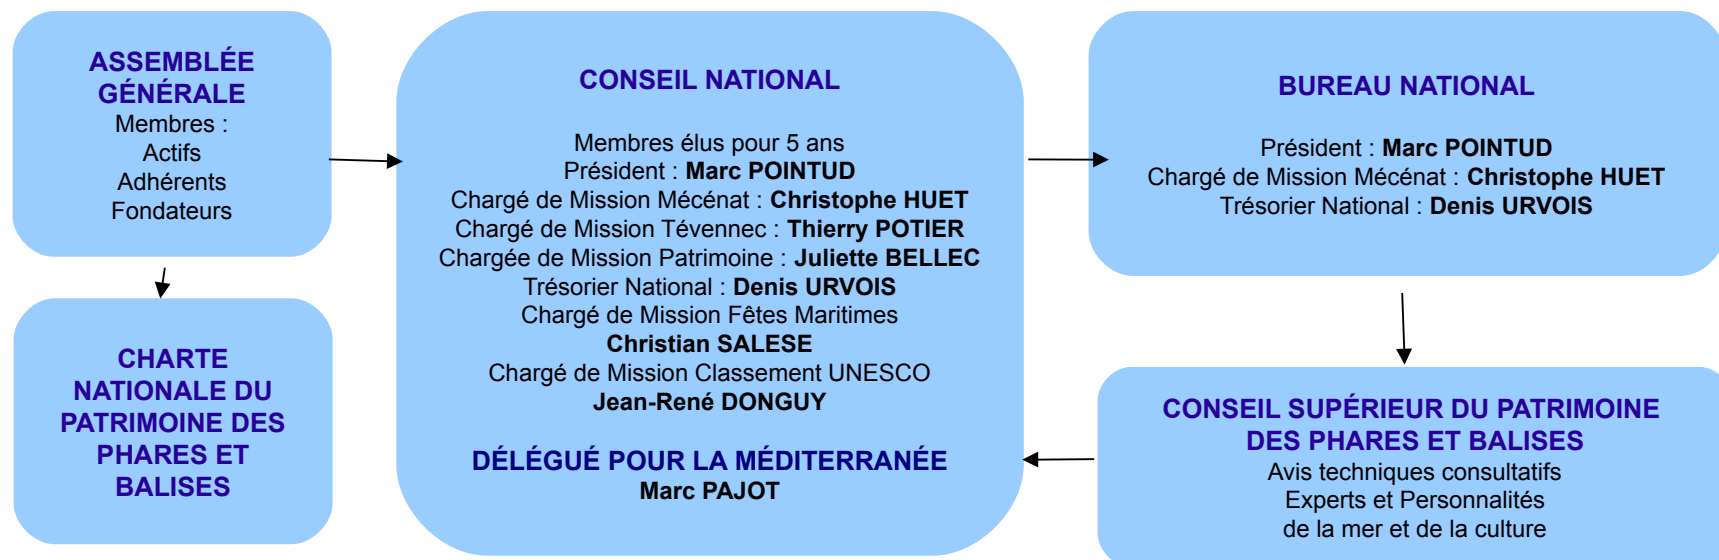 ASSEMBLÉE
GÉNÉRALE
Membres :
Actifs
Adhérents
Fondateurs
CHARTE
NATIONALE DU
PATRIMOINE DES
PHARES ET
BALISES
CONSEIL NATIONAL
Membres élus pour 5 ans
Président : Marc POINTUD
Chargé de Mission Mécénat : Christophe HUET
Chargé de Mission Tévennec : Thierry POTIER
Chargée de Mission Patrimoine : Juliette BELLEC
Trésorier National : Denis URVOIS
Chargé de Mission Fêtes Maritimes
Christian SALESE
Chargé de Mission Classement UNESCO
Jean-René DONGUY
DÉLÉGUÉ POUR LA MÉDITERRANÉE
Marc PAJOT
BUREAU NATIONAL
Président : Marc POINTUD
Chargé de Mission Mécénat : Christophe HUET
Trésorier National : Denis URVOIS
CONSEIL SUPÉRIEUR DU PATRIMOINE
DES PHARES ET BALISES
Avis techniques consultatifs
Experts et Personnalités
de la mer et de la culture